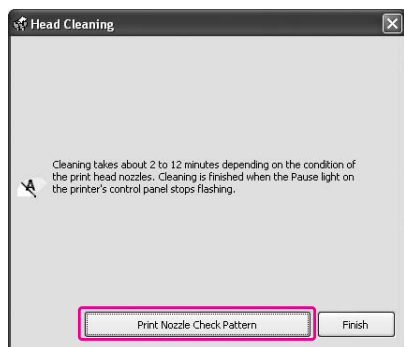 Head Cleaning
Cleaning takes about 2 to 12 minutes depending on the condition of
the print head nozzles. Cleaning is finished when the Pause light on
the printer's control panel stops flashing.
Print Nozzle Check Pattern
Finish